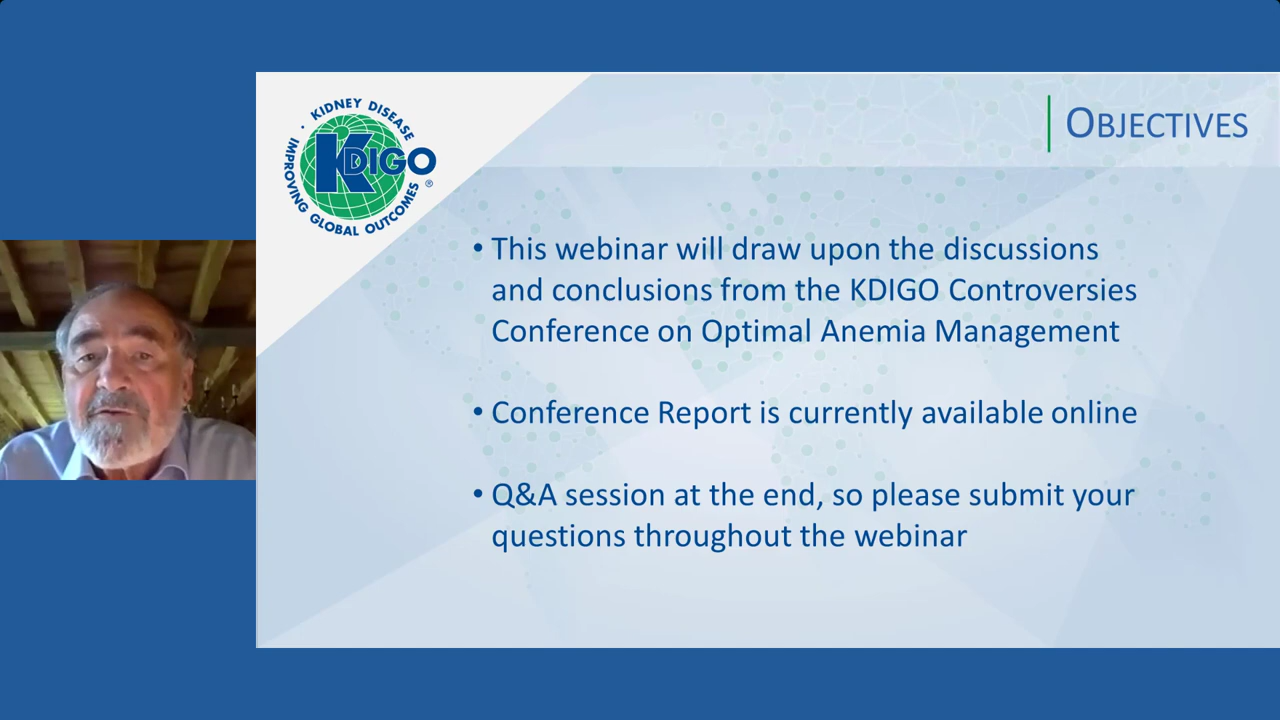 · KIDNEY DISEASE
IMPROVING GLOBAL OUTCOMES
KDIGO®
OBJECTIVES
• This webinar will draw upon the discussions
and conclusions from the KDIGO Controversies
Conference on Optimal Anemia Management
• Conference Report is currently available online
• Q&A session at the end, so please submit your
questions throughout the webinar